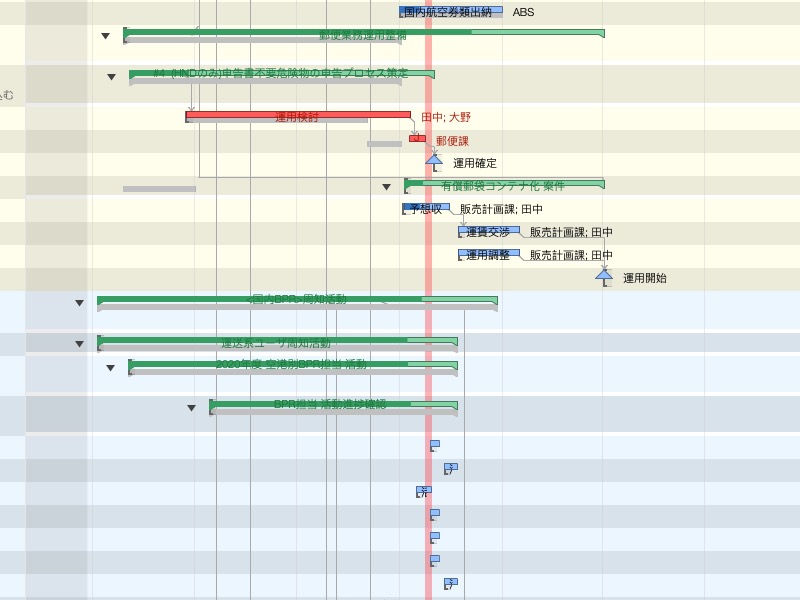 国内航空券類出納 ABS
郵便業務運用整備
#4 (HNDのみ)申告書不要危険物の申告プロセス策定
込む
運用検討 田中; 大野
郵便課
運用確定
有償郵袋コンテナ化 案件
予想収 販売計画課; 田中
運賃交渉 販売計画課; 田中
運用調整 販売計画課; 田中
運用開始
<国内BPR>周知活動
運送系ユーザ周知活動
2020年度 空港別BPR担当 活動
BPR担当 活動進捗確認